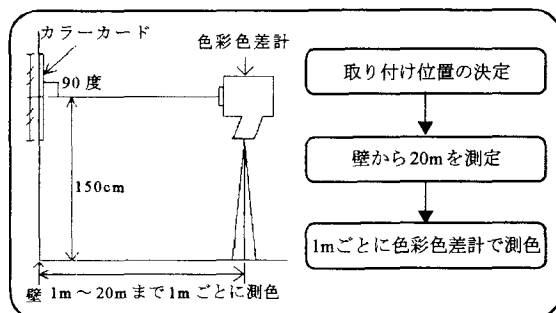 カラーカード
色彩色差計
90度
150cm
壁 1m～20mまで1mごとに測色
取り付け位置の決定
壁から20mを測定
1mごとに色彩色差計で測色